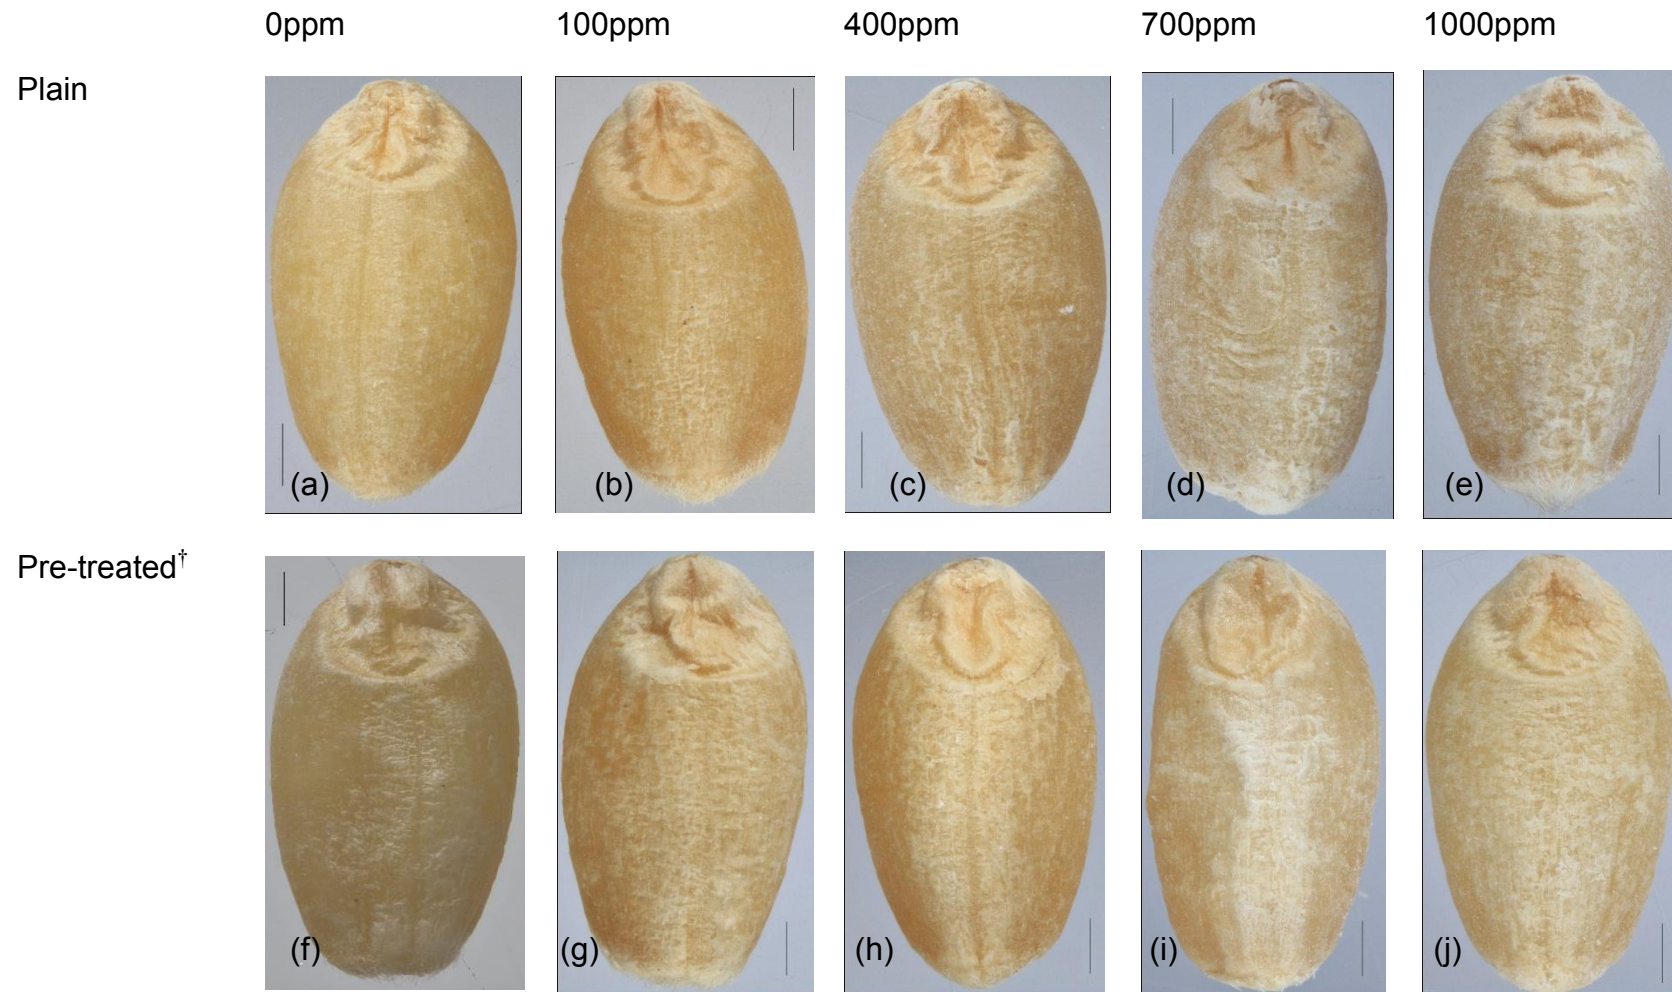 0ppm 100ppm 400ppm 700ppm 1000ppm
Plain
(a) (b) (c) (d) (e)
Pre-treated†
(f) (g) (h) (i) (j)